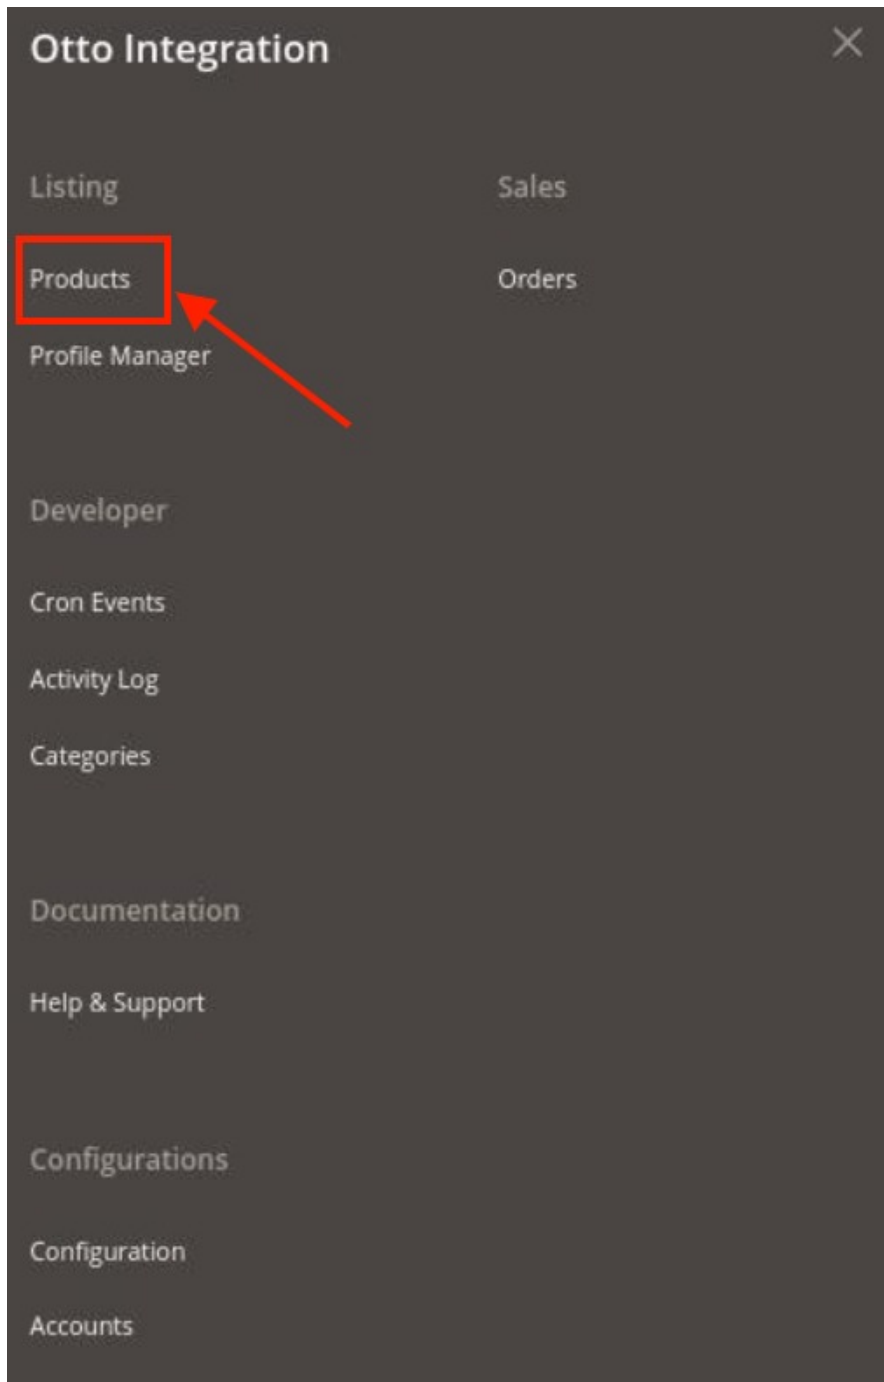 Otto Integration
Listing
Products
Profile Manager
Sales
Orders
Developer
Cron Events
Activity Log
Categories
Documentation
Help & Support
Configurations
Configuration
Accounts